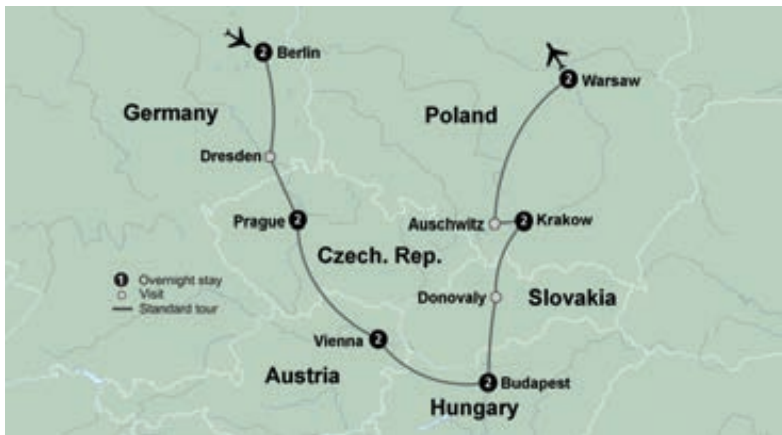 2 Berlin
2 Warsaw
Germany
Poland
Dresden
Prague 2
Auschwitz
2 Krakow
Czech. Rep.
1 Overnight stay
Visit
Standard tour
Donovaly
Slovakia
Vienna 2
Austria
2 Budapest
Hungary